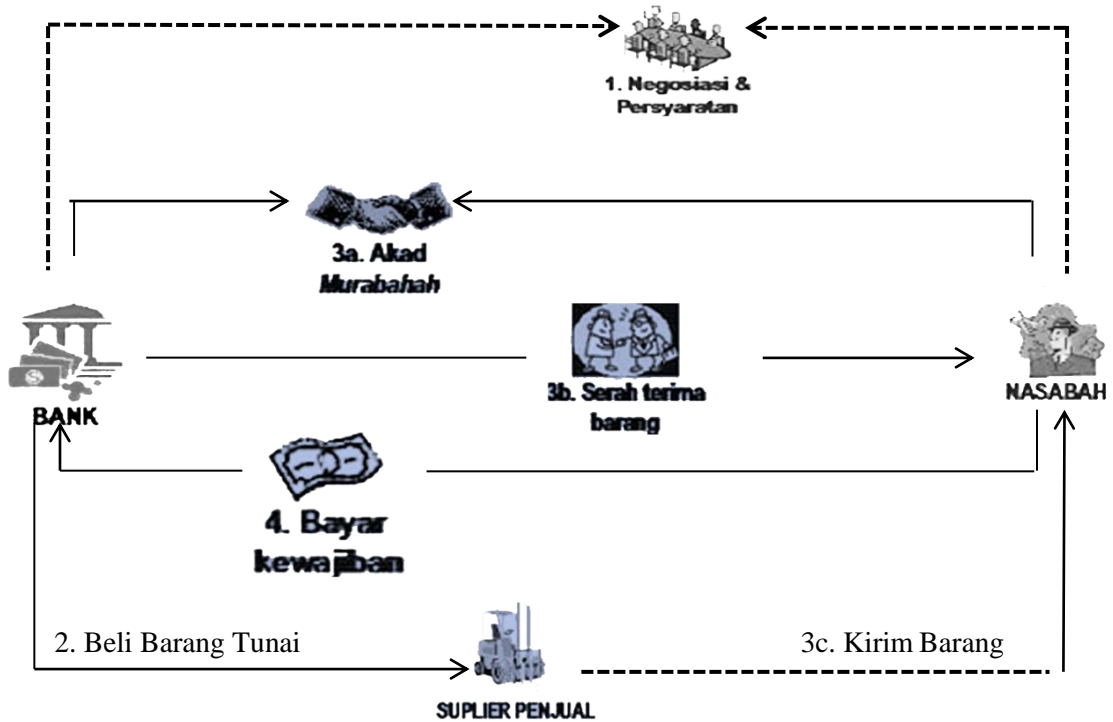 1. Negosiasi &
Persyaratan
3a. Akad
Murabahah
3b. Serah terima
barang
BANK
NASABAH
4. Bayar
kewajiban
2. Beli Barang Tunai
3c. Kirim Barang
SUPLIER PENJUAL